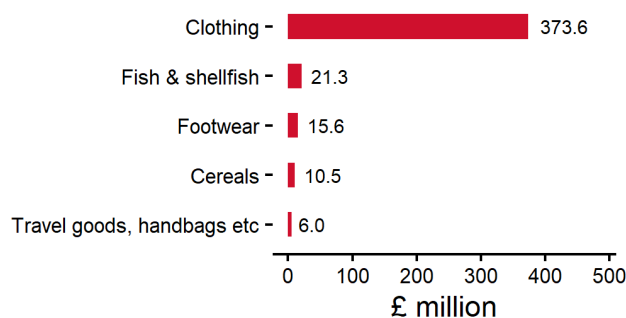 Clothing 373.6
Fish & shellfish 21.3
Footwear 15.6
Cereals 10.5
Travel goods, handbags etc 6.0
0 100 200 300 400 500
£ million